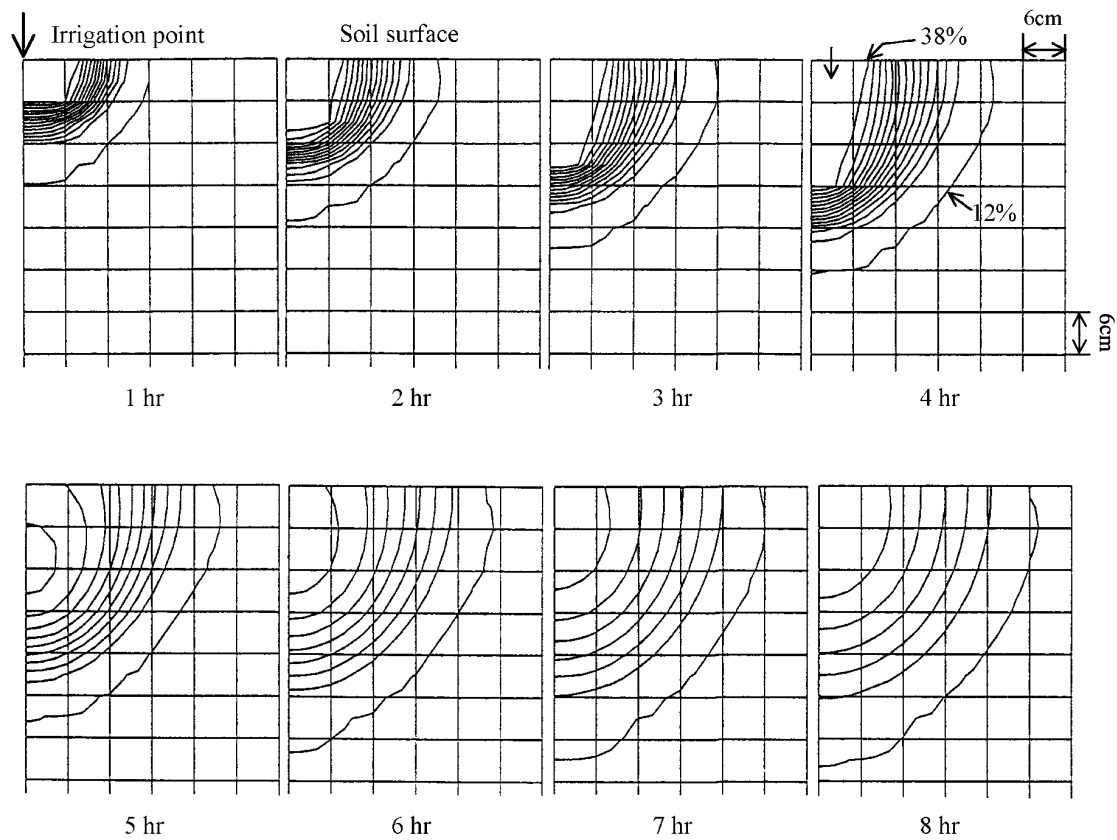 Irrigation point
Soil surface
38%
6cm
12%
6cm
1 hr
2 hr
3 hr
4 hr
5 hr
6 hr
7 hr
8 hr